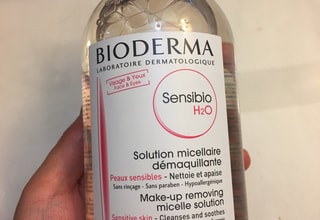 BIODERMA
LABORATOIRE DERMATOLOGIQUE
Visage & Yeux
Face & Eyes
Sensibio
H₂O
Solution micellaire
démaquillante
Peaux sensibles - Nettoie et apaise
Sans rinçage - Sans paraben - Hypoallergénique
Make-up removing
micelle solution
Sensitive skin - Cleanses and soothes